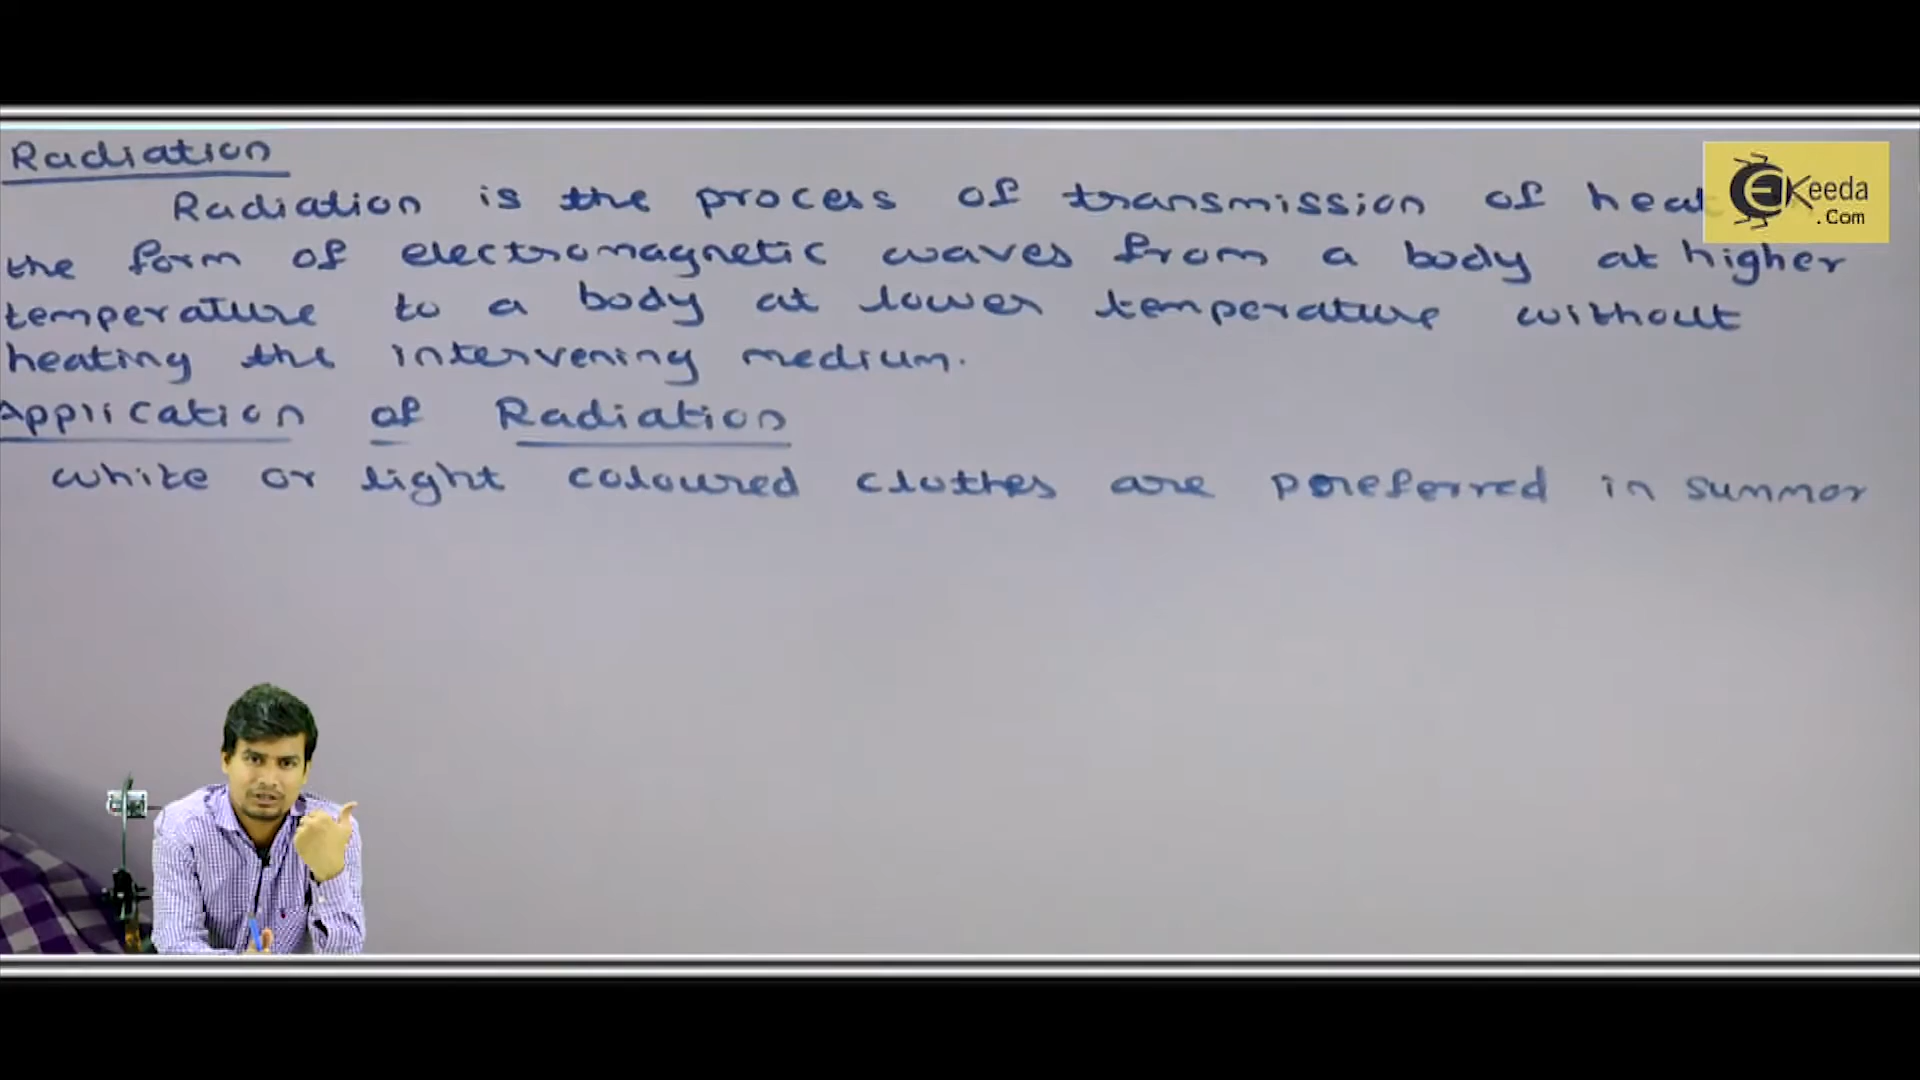 Radiation
Radiation is the process of transmission of heat
the form of electromagnetic waves from a body at higher
temperature to a body at lower temperature without
heating the intervening medium.
Application of Radiation
white or light coloured clothes are preferred in summer
EKeeda
.Com